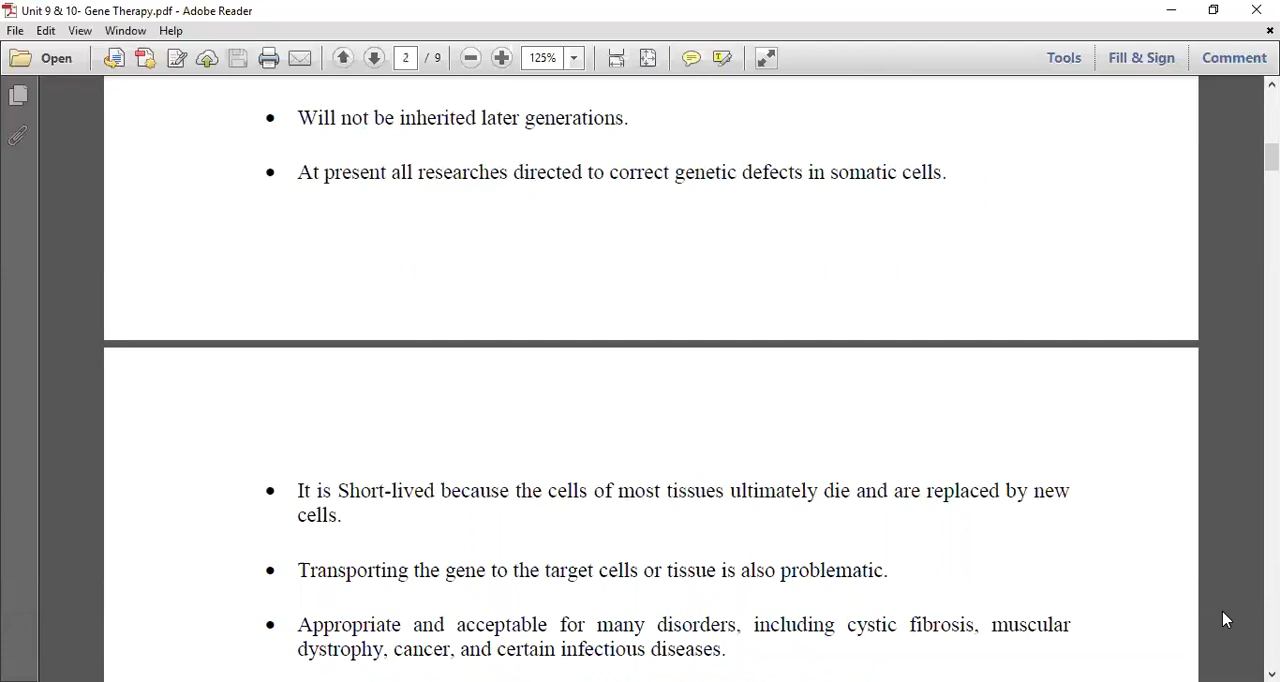 Unit 9 & 10- Gene Therapy.pdf - Adobe Reader
File Edit View Window Help
Open 2 / 9 125% Tools Fill & Sign Comment
• Will not be inherited later generations.
• At present all researches directed to correct genetic defects in somatic cells.
• It is Short-lived because the cells of most tissues ultimately die and are replaced by new
cells.
• Transporting the gene to the target cells or tissue is also problematic.
• Appropriate and acceptable for many disorders, including cystic fibrosis, muscular
dystrophy, cancer, and certain infectious diseases.